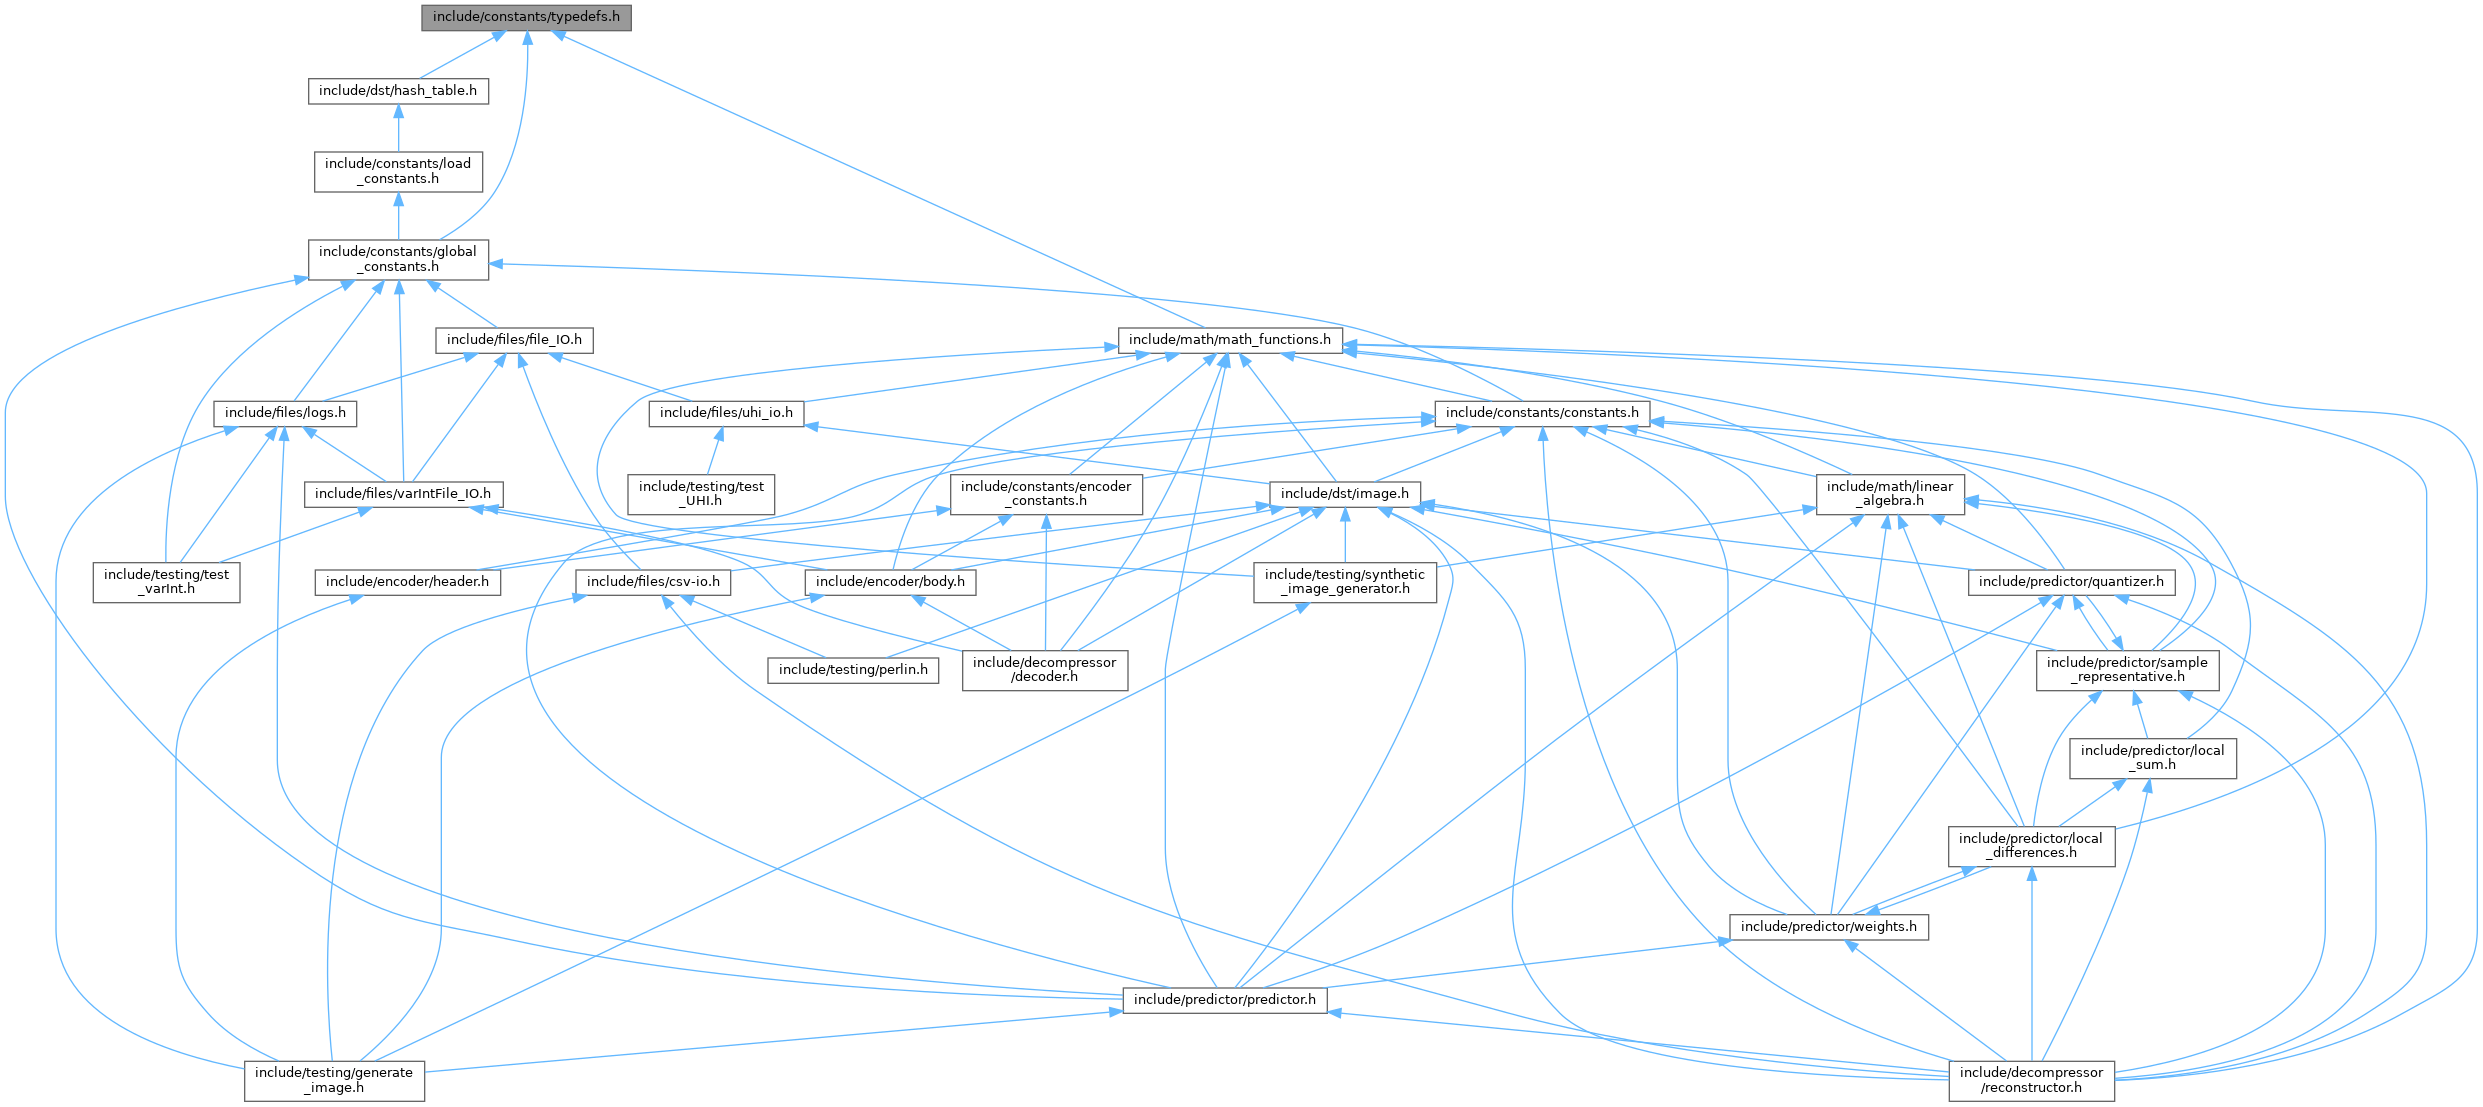 include/constants/typedefs.h
include/dst/hash_table.h
include/constants/load
_constants.h
include/constants/global
_constants.h
include/files/file_IO.h
include/math/math_functions.h
include/files/logs.h
include/files/uhi_io.h
include/constants/constants.h
include/files/varIntFile_IO.h
include/testing/test
_UHI.h
include/constants/encoder
_constants.h
include/dst/image.h
include/math/linear
_algebra.h
include/testing/test
_varInt.h
include/encoder/header.h
include/files/csv-io.h
include/encoder/body.h
include/testing/synthetic
_image_generator.h
include/predictor/quantizer.h
include/testing/perlin.h
include/decompressor
/decoder.h
include/predictor/sample
_representative.h
include/predictor/local
_sum.h
include/predictor/local
_differences.h
include/predictor/weights.h
include/predictor/predictor.h
include/testing/generate
_image.h
include/decompressor
/reconstructor.h